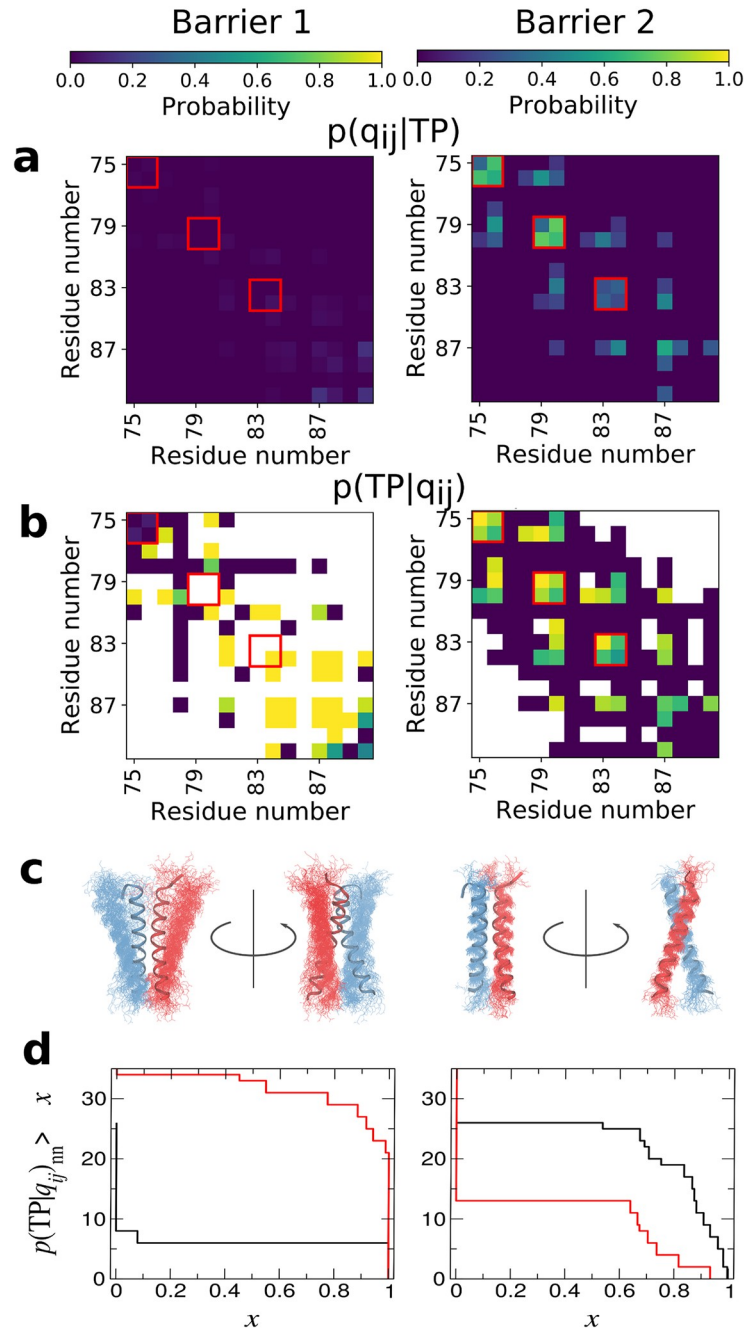 Barrier 1 Barrier 2
0.0 0.2 0.4 0.6 0.8 1.0 0.0 0.2 0.4 0.6 0.8 1.0
Probability Probability
p(qij|TP)
a
75 75
79 79
83 83
87 87
Residue number Residue number
75 79 83 87 75 79 83 87
Residue number Residue number
p(TP|qij)
b
75 75
79 79
83 83
87 87
Residue number Residue number
75 79 83 87 75 79 83 87
Residue number Residue number
c
d
p(TP|qij)nn > x
30 30
20 20
10 10
0 0
0 0.2 0.4 0.6 0.8 1 0 0.2 0.4 0.6 0.8 1
x x